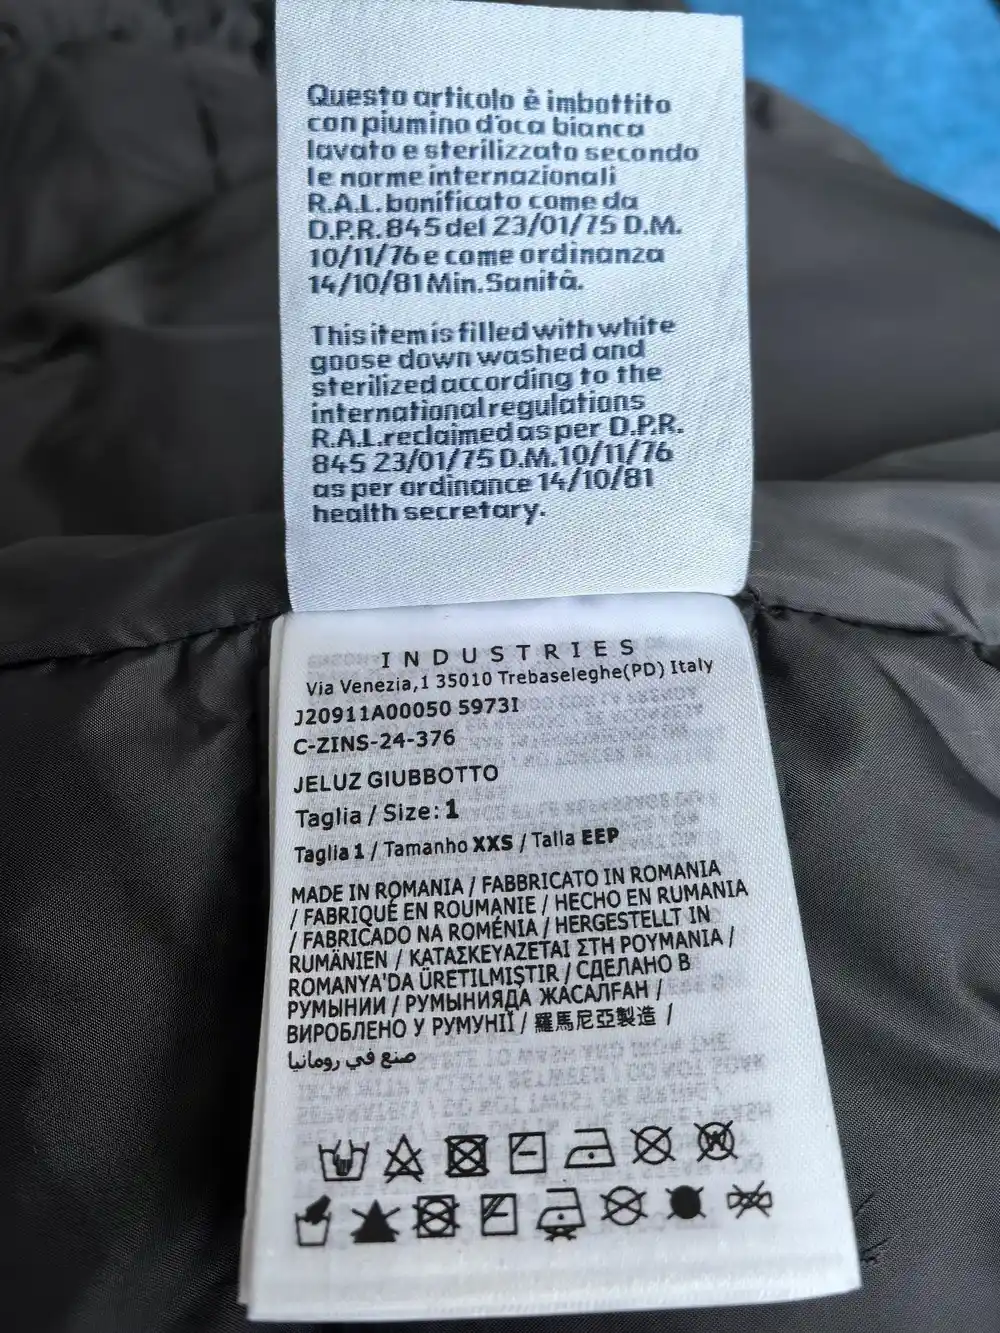 Questo articolo è imbottito
con piumino d'oca bianca
lavato e sterilizzato secondo
le norme internazionali
R.A.L. bonificato come da
D.P.R. 845 del 23/01/75 D.M.
10/11/76 e come ordinanza
14/10/81 Min. Sanità.
This item is filled with white
goose down washed and
sterilized according to the
international regulations
R.A.L. reclaimed as per D.P.R.
845 23/01/75 D.M. 10/11/76
as per ordinance 14/10/81
health secretary.
INDUSTRIES
Via Venezia,1 35010 Trebaseleghe(PD) Italy
J20911A00050 5973I
C-ZINS-24-376
JELUZ GIUBBOTTO
Taglia / Size: 1
Taglia 1 / Tamanho XXS / Talla EEP
MADE IN ROMANIA / FABBRICATO IN ROMANIA
/ FABRIQUÉ EN ROUMANIE / HECHO EN RUMANIA
/ FABRICADO NA ROMÉNIA / HERGESTELLT IN
RUMÄNIEN / ΚΑΤΑΣΚΕΥΑΖΕΤΑΙ ΣΤΗ ΡΟΥΜΑΝΙΑ /
ROMANYA'DA ÜRETILMIŞTIR / СДЕЛАНО В
РУМЫНИИ / РУМЫНИЯДА ЖАСАЛҒАН /
ВИРОБЛЕНО У РУМУНІЇ / 羅馬尼亞製造 /
صنع في رومانيا